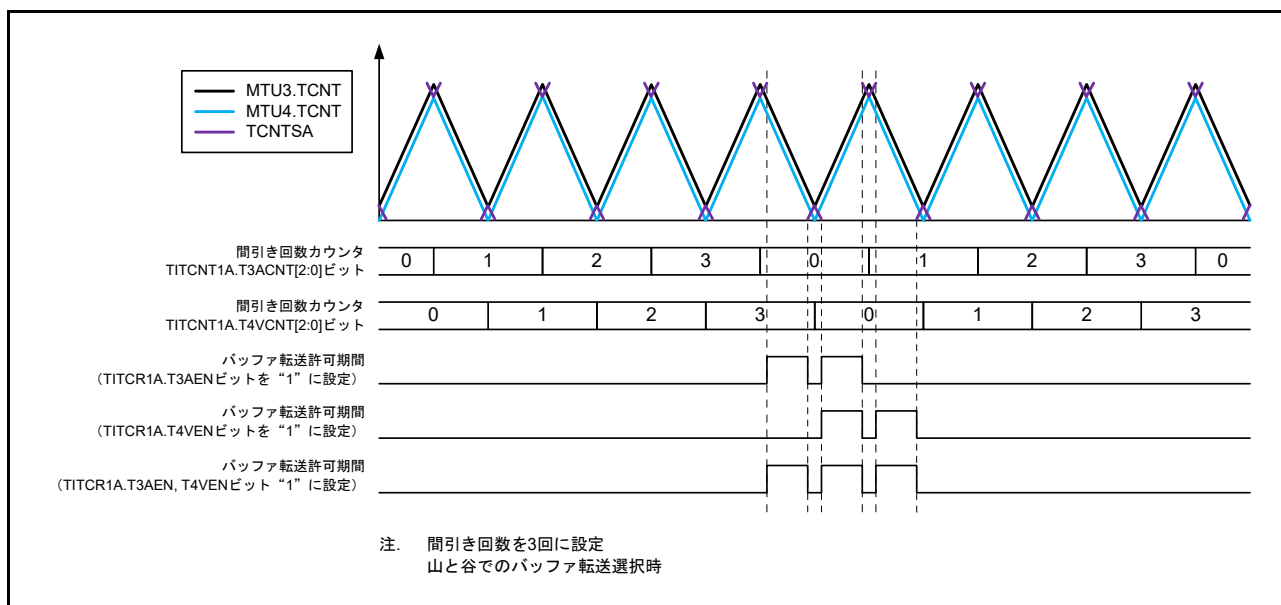 MTU3.TCNT
MTU4.TCNT
TCNTSA
間引き回数カウンタ
TITCNT1A.T3ACNT[2:0]ビット
0 1 2 3 0 1 2 3 0
間引き回数カウンタ
TITCNT1A.T4VCNT[2:0]ビット
0 1 2 3 0 1 2 3
バッファ転送許可期間
（TITCR1A.T3AENビットを“1”に設定）
バッファ転送許可期間
（TITCR1A.T4VENビットを“1”に設定）
バッファ転送許可期間
（TITCR1A.T3AEN, T4VENビット“1”に設定）
注. 間引き回数を3回に設定
山と谷でのバッファ転送選択時